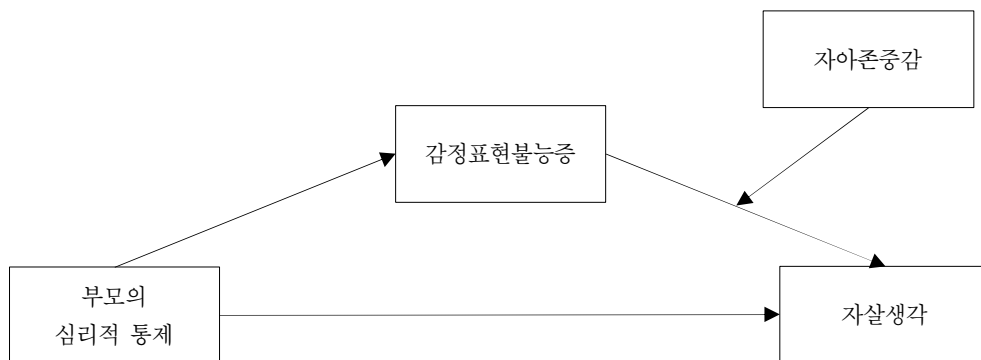 자아존중감
감정표현불능증
부모의
심리적 통제
자살생각